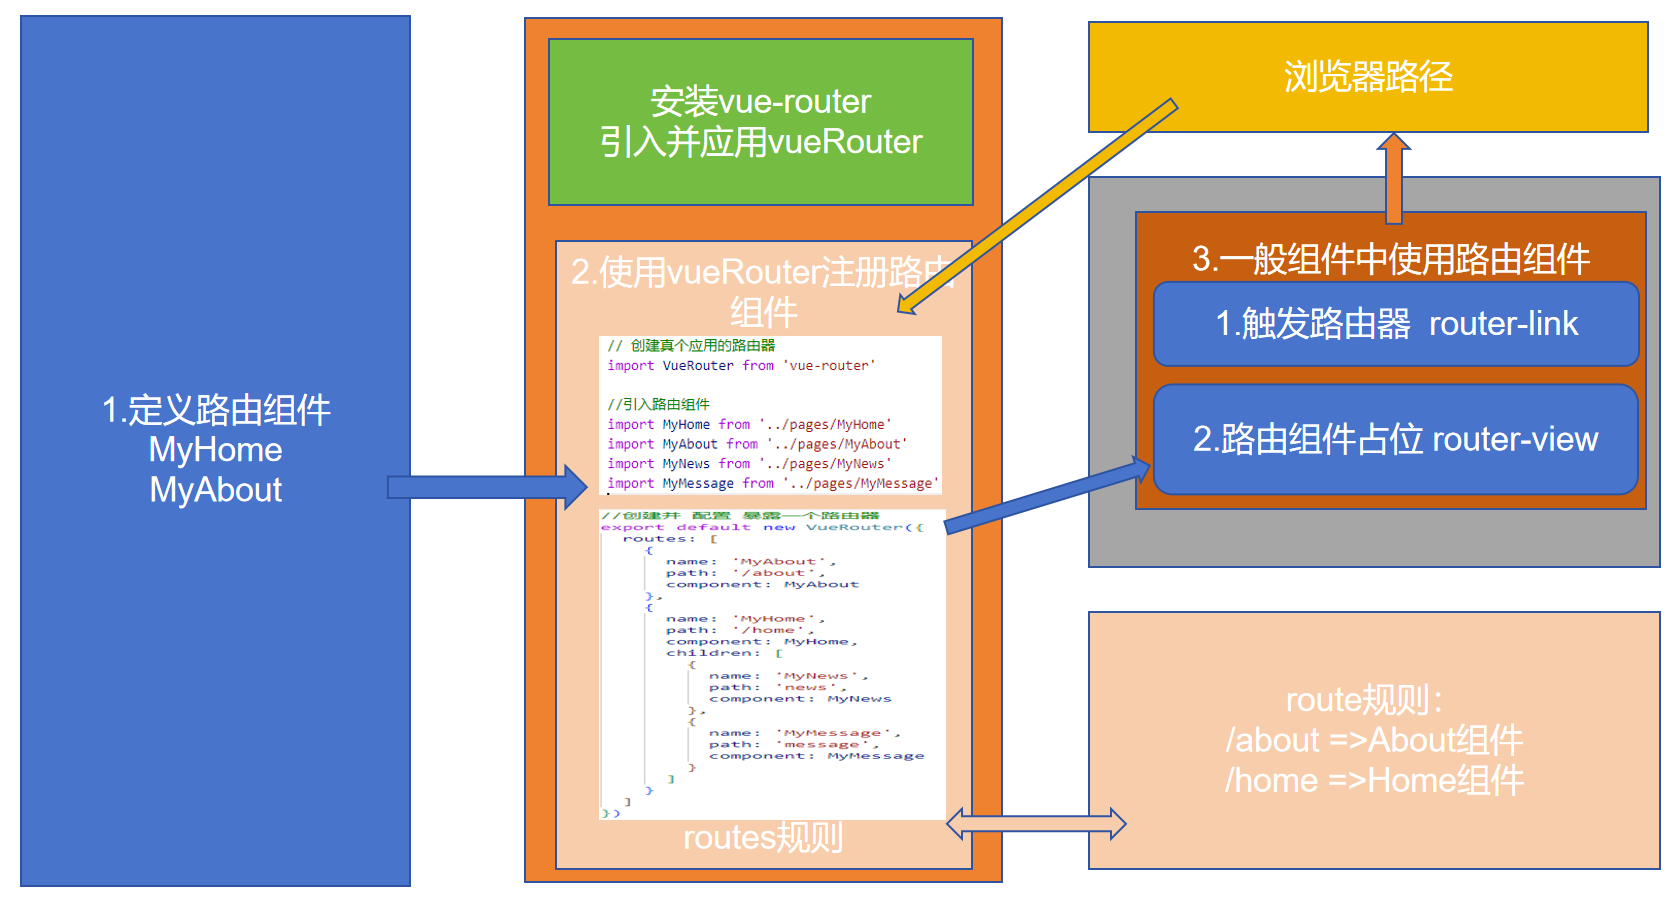 1.定义路由组件
MyHome
MyAbout
安装vue-router
引入并应用vueRouter
2.使用vueRouter注册路由
组件
// 创建真个应用的路由器
import VueRouter from 'vue-router'
//引入路由组件
import MyHome from '../pages/MyHome'
import MyAbout from '../pages/MyAbout'
import MyNews from '../pages/MyNews'
import MyMessage from '../pages/MyMessage'
//创建并 配置 暴露一个路由器
export default new VueRouter({
routes: [
{
name: 'MyAbout',
path: '/about',
component: MyAbout
},
{
name: 'MyHome',
path: '/home',
component: MyHome,
children: [
{
name: 'MyNews',
path: 'news',
component: MyNews
},
{
name: 'MyMessage',
path: 'message',
component: MyMessage
}
]
}
]
})
routes规则
浏览器路径
3.一般组件中使用路由组件
1.触发路由器 router-link
2.路由组件占位 router-view
route规则：
/about =>About组件
/home =>Home组件